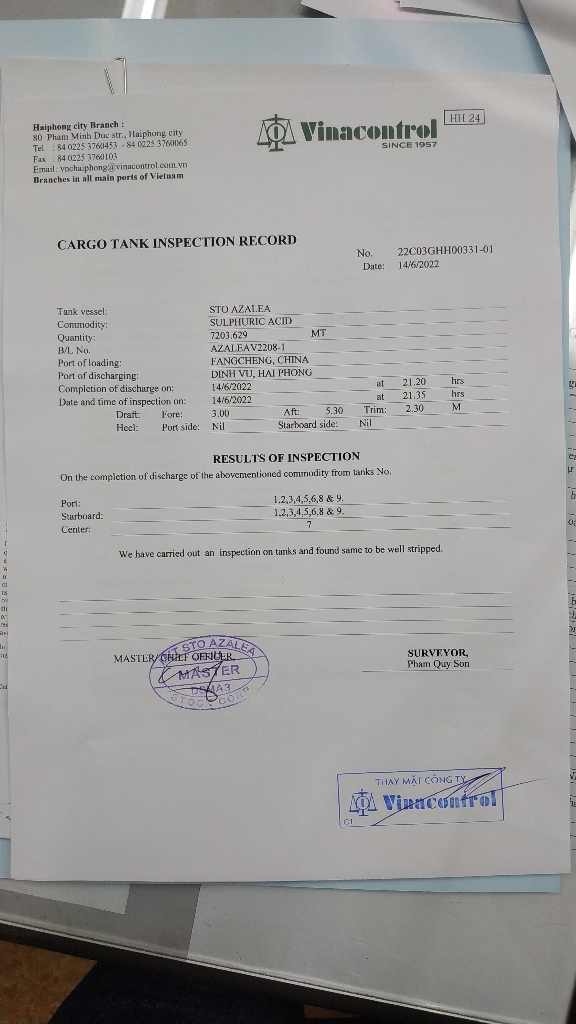 Haiphong city Branch :
80 Pham Minh Duc str., Haiphong city
Tel : 84 0225 3760453 - 84 0225 3760065
Fax : 84 0225 3760103
Email: vnchaiphong@vinacontrol.com.vn
Branches in all main ports of Vietnam
Vinacontrol
SINCE 1957
HH 24
CARGO TANK INSPECTION RECORD
No. 22C03GHH00331-01
Date: 14/6/2022
Tank vessel: STO AZALEA
Commodity: SULPHURIC ACID
Quantity: 7203.629 MT
B/L No. AZALEAV2208-1
Port of loading: FANGCHENG, CHINA
Port of discharging: DINH VU, HAI PHONG
Completion of discharge on: 14/6/2022 at 21.20 hrs
Date and time of inspection on: 14/6/2022 at 21.35 hrs
Draft: Fore: 3.00 Aft: 5.30 Trim: 2.30 M
Heel: Port side: Nil Starboard side: Nil
RESULTS OF INSPECTION
On the completion of discharge of the abovementioned commodity from tanks No.
Port: 1,2,3,4,5,6,8 & 9.
Starboard: 1,2,3,4,5,6,8 & 9.
Center: 7
We have carried out an inspection on tanks and found same to be well stripped.
MASTER/CHIEF OFFICER,
SURVEYOR,
Pham Quy Son
M/T STO AZALEA
MASTER
DSMA3
STOCK CORP
THAY MẶT CÔNG TY
Vinacontrol
C1